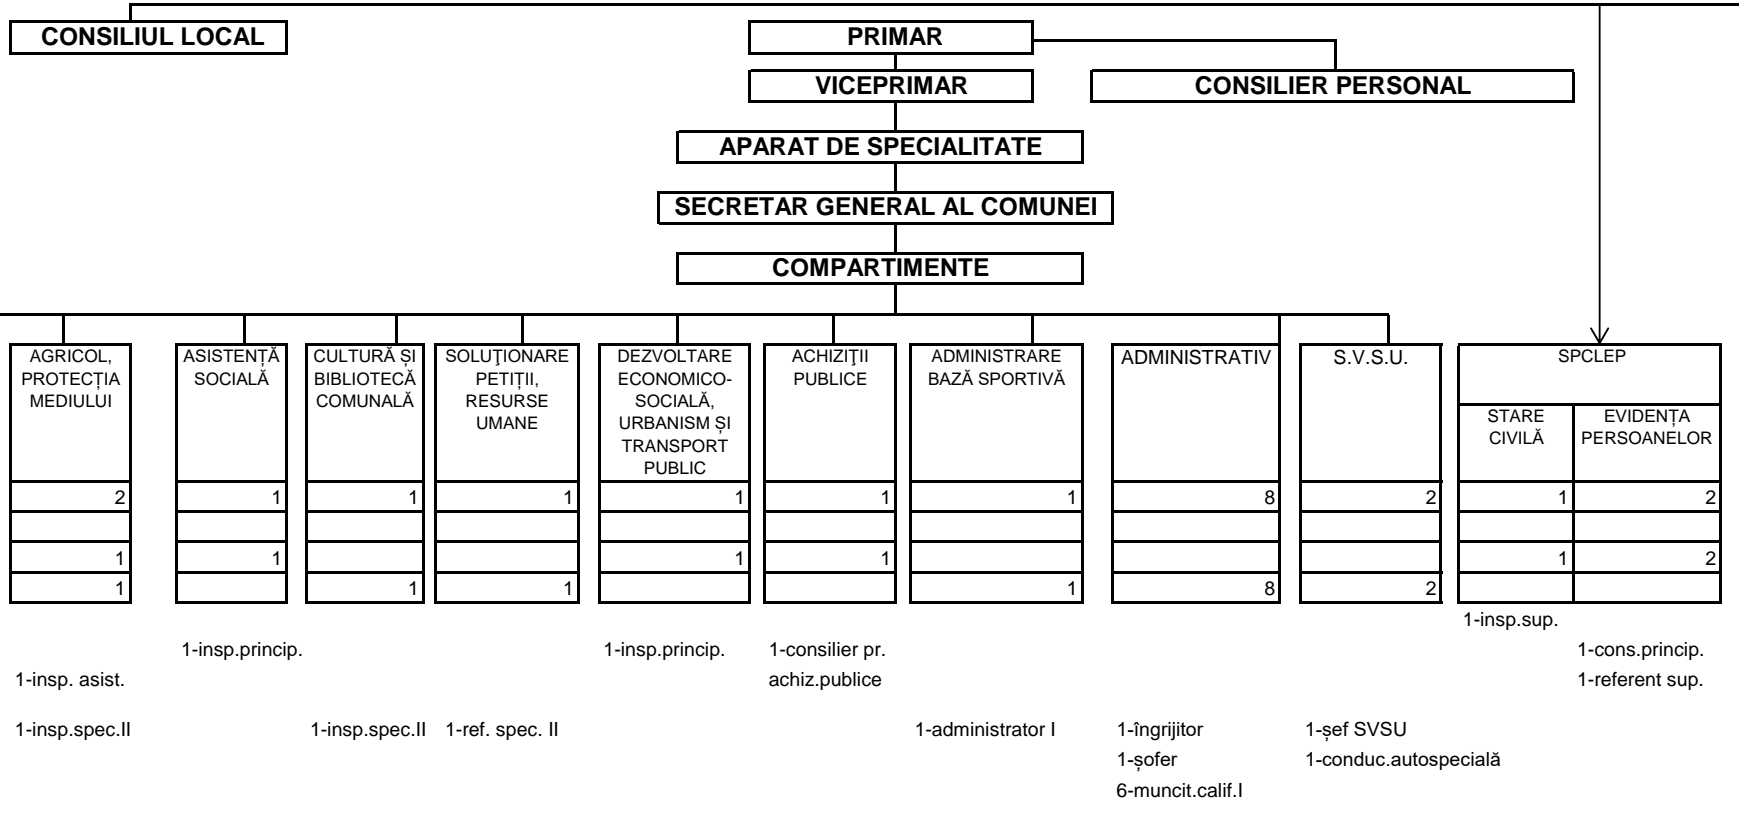 CONSILIUL LOCAL
PRIMAR
VICEPRIMAR
CONSILIER PERSONAL
APARAT DE SPECIALITATE
SECRETAR GENERAL AL COMUNEI
COMPARTIMENTE
AGRICOL,
PROTECȚIA
MEDIULUI
ASISTENȚĂ
SOCIALĂ
CULTURĂ ȘI
BIBLIOTECĂ
COMUNALĂ
SOLUŢIONARE
PETIȚII,
RESURSE
UMANE
DEZVOLTARE
ECONOMICO-
SOCIALĂ,
URBANISM ȘI
TRANSPORT
PUBLIC
ACHIZIŢII
PUBLICE
ADMINISTRARE
BAZĂ SPORTIVĂ
ADMINISTRATIV
S.V.S.U.
SPCLEP
STARE
CIVILĂ
EVIDENȚA
PERSOANELOR
2 1 1 1 1 1 1 8 2 1 2
1 1 1 1 1 2
1 1 1 1 8 2
1-insp.sup.
1-insp.princip. 1-insp.princip. 1-consilier pr. 1-cons.princip.
1-insp. asist. achiz.publice 1-referent sup.
1-insp.spec.II 1-insp.spec.II 1-ref. spec. II 1-administrator I 1-îngrijitor 1-șef SVSU
1-șofer 1-conduc.autospecială
6-muncit.calif.I